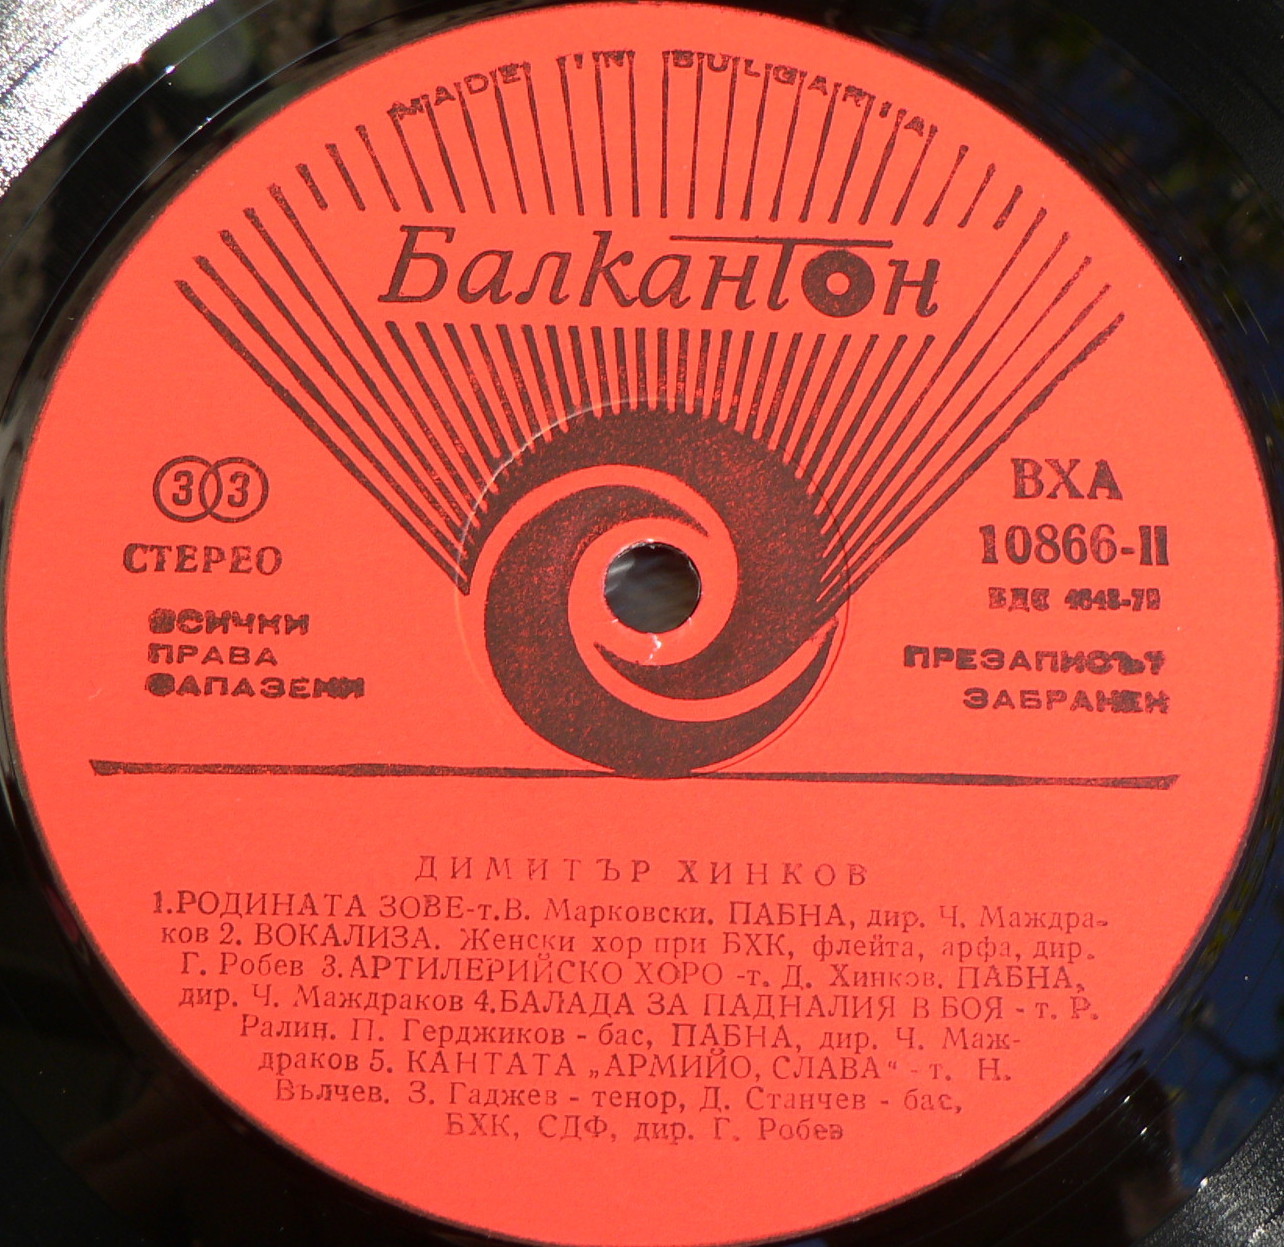 MADE IN BULGARIA
Балкантон
33
СТЕРЕО
ВСИЧКИ
ПРАВА
ЗАПАЗЕНИ
ВХА
10866-II
БДС 4048-79
ПРЕЗАПИСЪТ
ЗАБРАНЕН
ДИМИТЪР ХИНКОВ
1.РОДИНАТА ЗОВЕ-т.В. Марковски. ПАБНА, дир. Ч. Маждра-
ков 2. ВОКАЛИЗА. Женски хор при БХК, флейта, арфа, дир.
Г. Робев 3.АРТИЛЕРИЙСКО ХОРО -т. Д. Хинков. ПАБНА,
дир. Ч. Маждраков 4.БАЛАДА ЗА ПАДНАЛИЯ В БОЯ - т. Р.
Ралин. П. Герджиков - бас, ПАБНА, дир. Ч. Маж-
драков 5. КАНТАТА „АРМИЙО, СЛАВА“ - т. Н.
Вълчев. З. Гаджев - тенор, Д. Станчев - бас,
БХК, СДФ, дир. Г. Робев